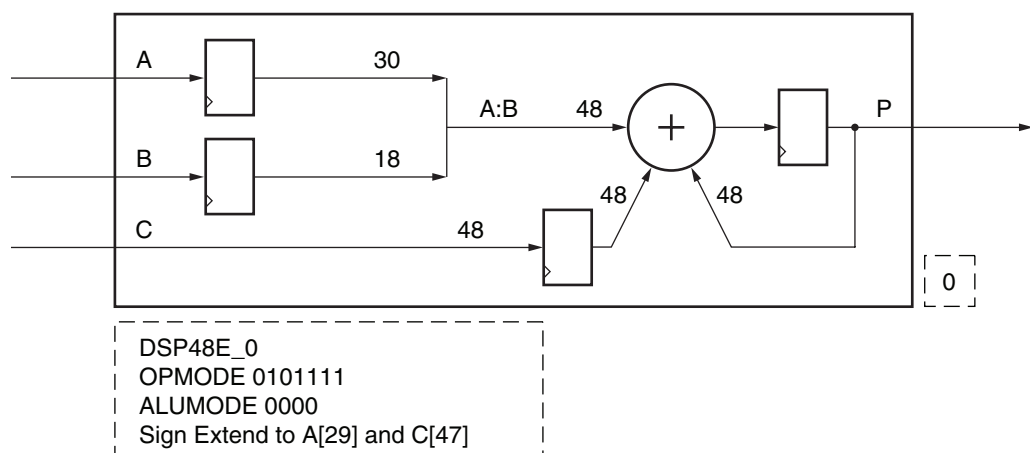 A
30
A:B
48
P
B
18
48
48
C
48
0
DSP48E_0
OPMODE 0101111
ALUMODE 0000
Sign Extend to A[29] and C[47]